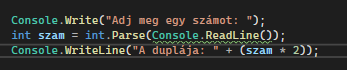 Console.Write("Adj meg egy számot: ");
int szam = int.Parse(Console.ReadLine());
Console.WriteLine("A duplája: " + (szam * 2));